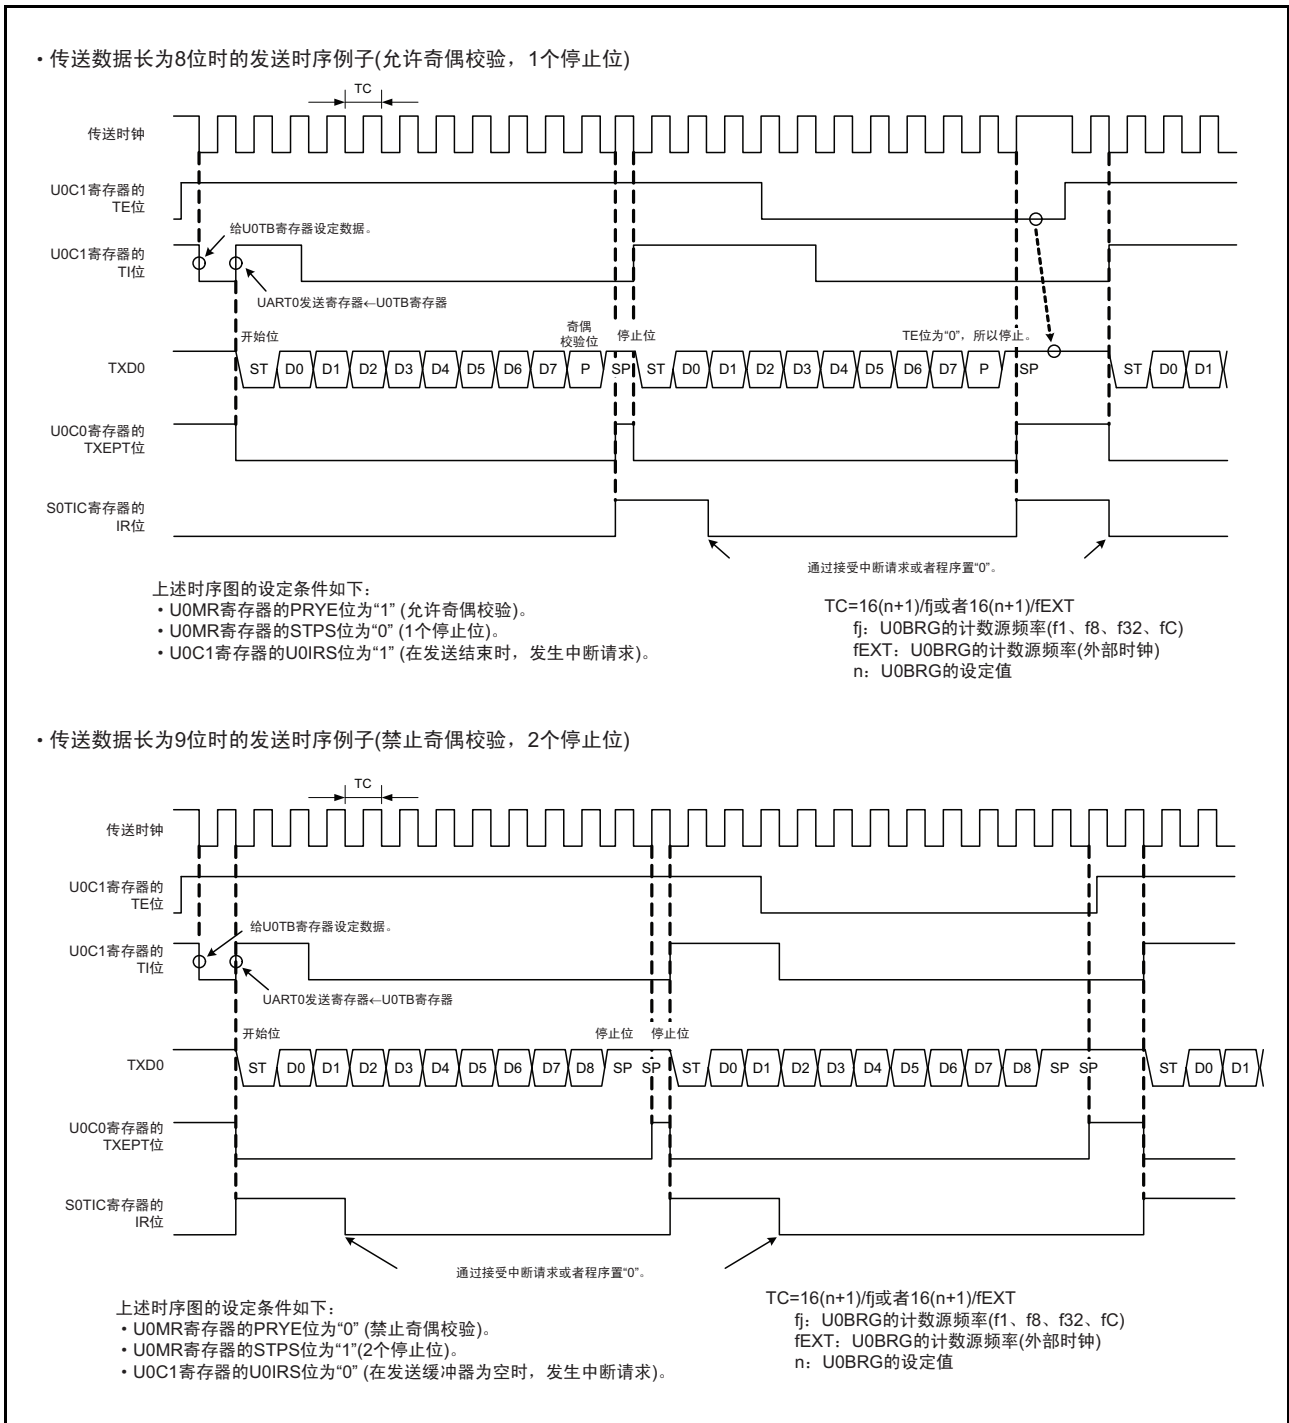 ・传送数据长为8位时的发送时序例子(允许奇偶校验，1个停止位)
TC
传送时钟
U0C1寄存器的
TE位
给U0TB寄存器设定数据。
U0C1寄存器的
TI位
UART0发送寄存器←U0TB寄存器
开始位
奇偶
校验位
停止位
TE位为“0”，所以停止。
TXD0
ST D0 D1 D2 D3 D4 D5 D6 D7 P SP ST D0 D1 D2 D3 D4 D5 D6 D7 P SP ST D0 D1
U0C0寄存器的
TXEPT位
S0TIC寄存器的
IR位
通过接受中断请求或者程序置“0”。
上述时序图的设定条件如下：
・U0MR寄存器的PRYE位为“1” (允许奇偶校验)。
・U0MR寄存器的STPS位为“0” (1个停止位)。
・U0C1寄存器的U0IRS位为“1” (在发送结束时，发生中断请求)。
TC=16(n+1)/fj或者16(n+1)/fEXT
fj：U0BRG的计数源频率(f1、f8、f32、fC)
fEXT：U0BRG的计数源频率(外部时钟)
n：U0BRG的设定值
・传送数据长为9位时的发送时序例子(禁止奇偶校验，2个停止位)
TC
传送时钟
U0C1寄存器的
TE位
给U0TB寄存器设定数据。
U0C1寄存器的
TI位
UART0发送寄存器←U0TB寄存器
开始位
停止位 停止位
TXD0
ST D0 D1 D2 D3 D4 D5 D6 D7 D8 SP SP ST D0 D1 D2 D3 D4 D5 D6 D7 D8 SP SP ST D0 D1
U0C0寄存器的
TXEPT位
S0TIC寄存器的
IR位
通过接受中断请求或者程序置“0”。
上述时序图的设定条件如下：
・U0MR寄存器的PRYE位为“0” (禁止奇偶校验)。
・U0MR寄存器的STPS位为“1”(2个停止位)。
・U0C1寄存器的U0IRS位为“0” (在发送缓冲器为空时，发生中断请求)。
TC=16(n+1)/fj或者16(n+1)/fEXT
fj：U0BRG的计数源频率(f1、f8、f32、fC)
fEXT：U0BRG的计数源频率(外部时钟)
n：U0BRG的设定值